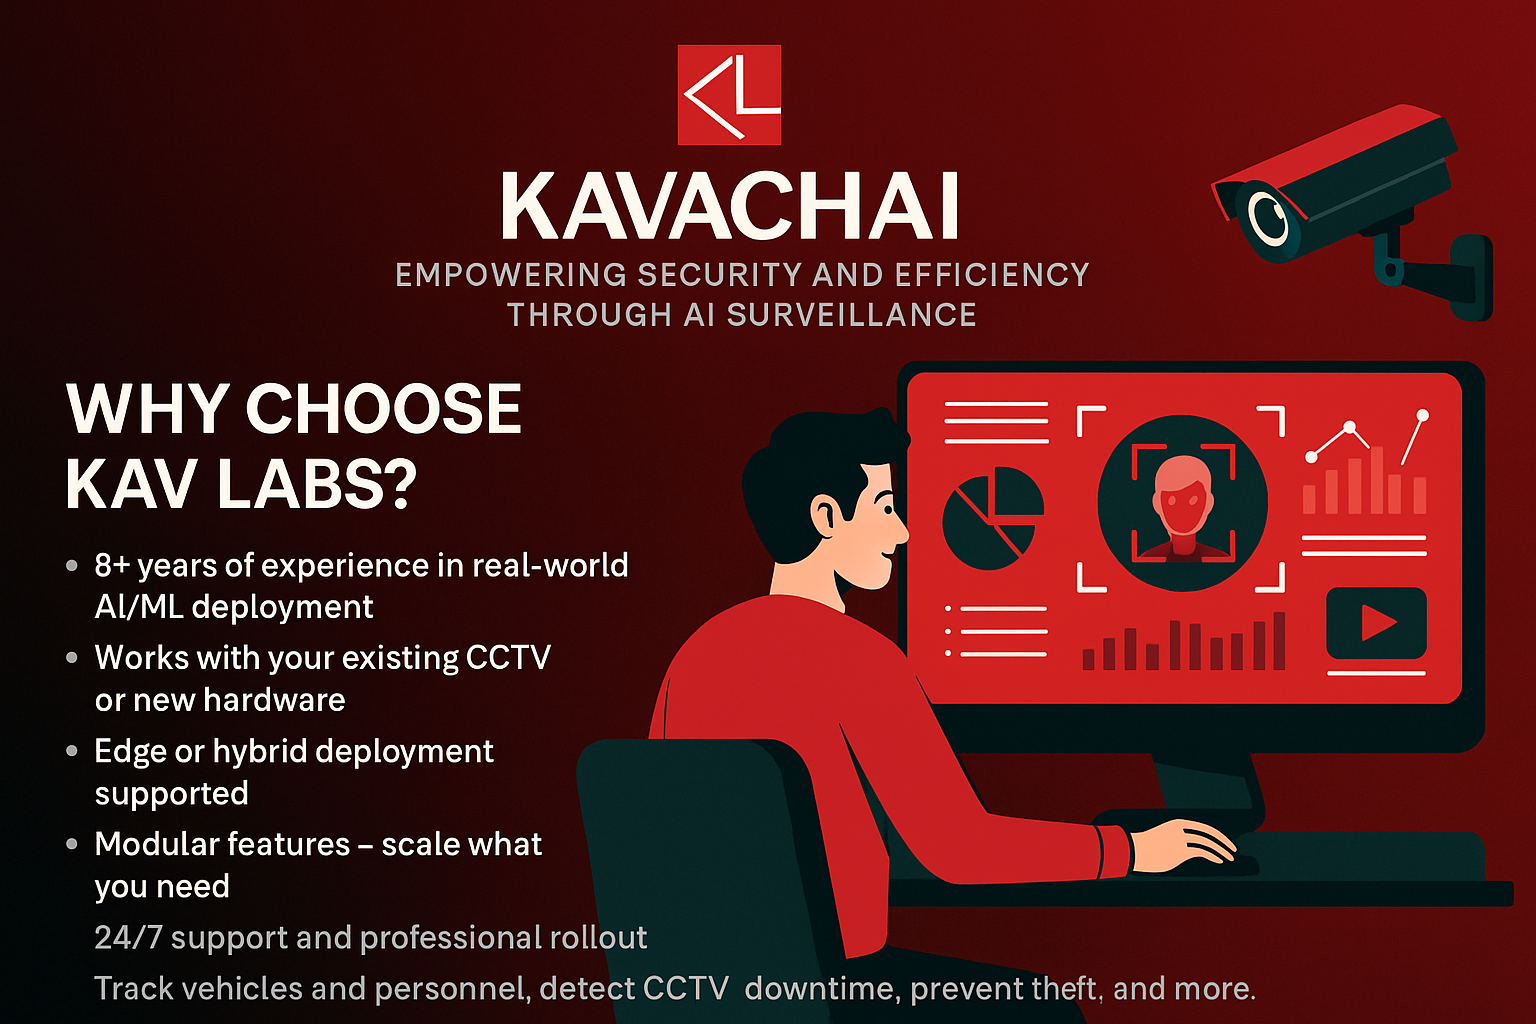 KL
KAVACHAI
EMPOWERING SECURITY AND EFFICIENCY
THROUGH AI SURVEILLANCE
WHY CHOOSE
KAV LABS?
• 8+ years of experience in real-world
AI/ML deployment
• Works with your existing CCTV
or new hardware
• Edge or hybrid deployment
supported
• Modular features – scale what
you need
24/7 support and professional rollout
Track vehicles and personnel, detect CCTV downtime, prevent theft, and more.